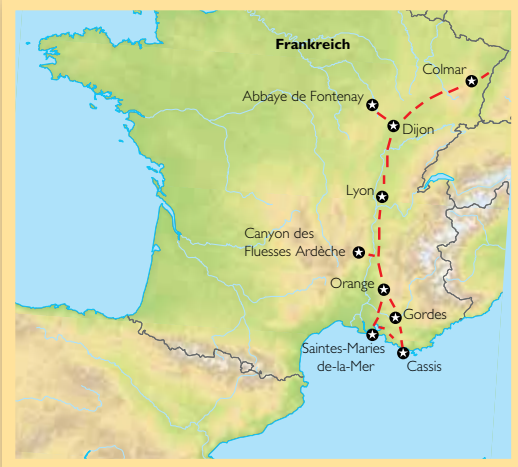 Frankreich
Colmar
Abbaye de Fontenay
Dijon
Lyon
Canyon des
Fluesses Ardèche
Orange
Gordes
Saintes-Maries
de-la-Mer
Cassis